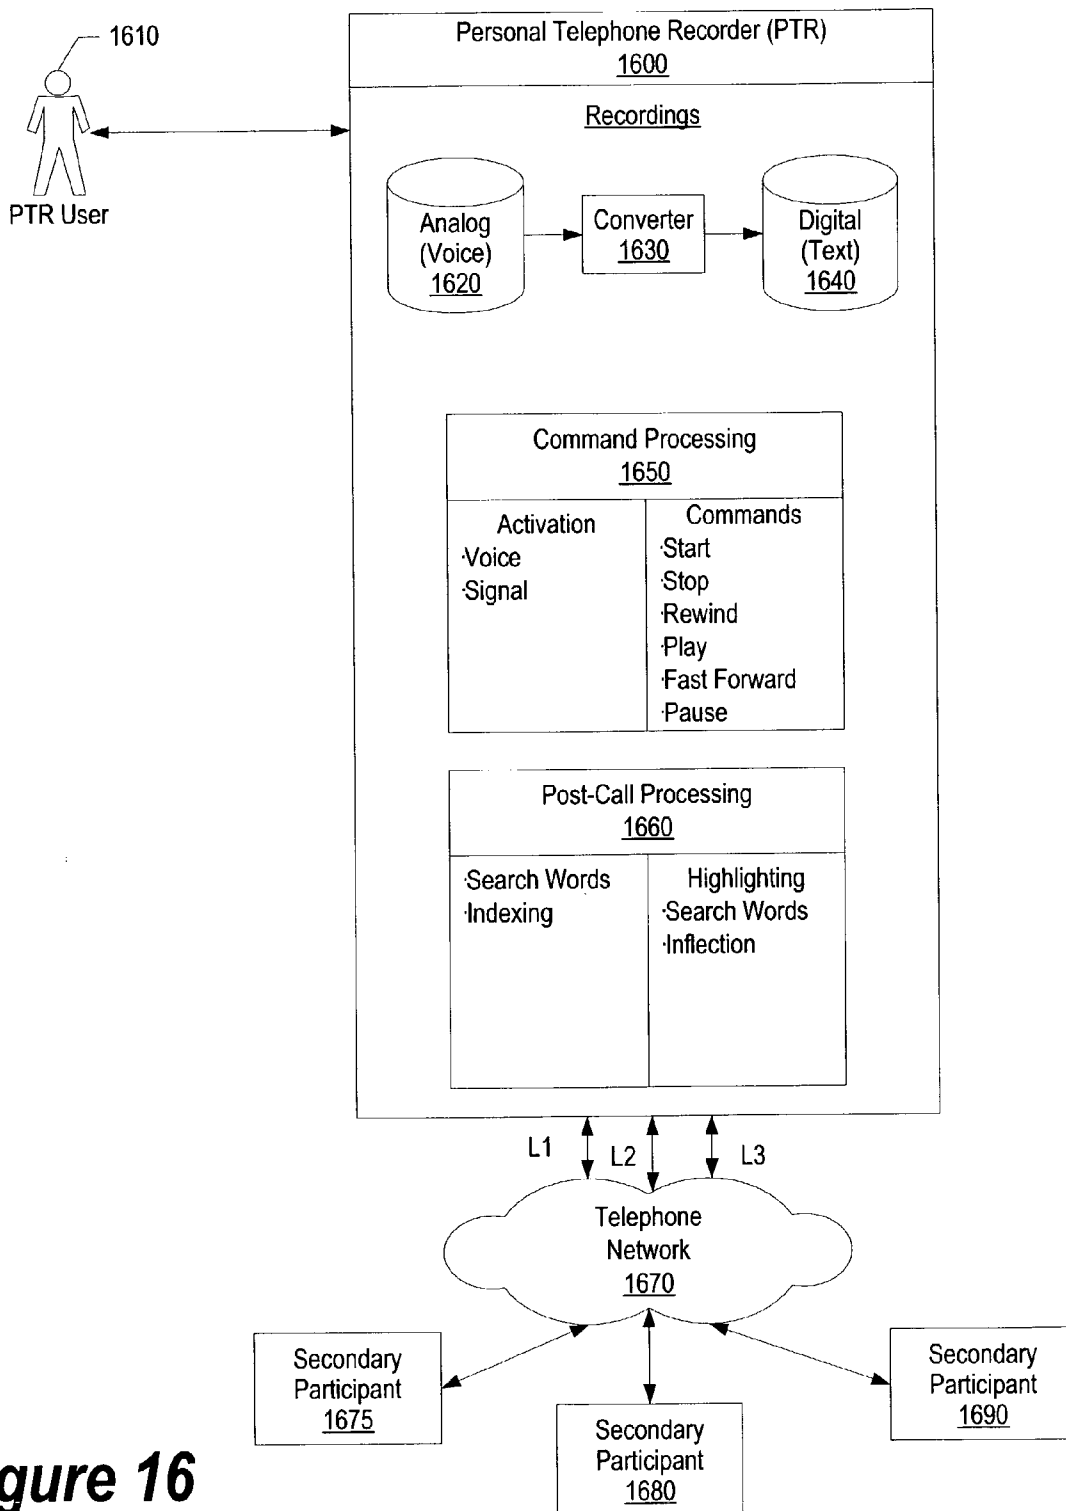 1610
PTR User
Personal Telephone Recorder (PTR)
1600
Recordings
Analog
(Voice)
1620
Converter
1630
Digital
(Text)
1640
Command Processing
1650
Activation
·Voice
·Signal
Commands
·Start
·Stop
·Rewind
·Play
·Fast Forward
·Pause
Post-Call Processing
1660
·Search Words
·Indexing
Highlighting
·Search Words
·Inflection
L1
L2
L3
Telephone
Network
1670
Secondary
Participant
1675
Secondary
Participant
1680
Secondary
Participant
1690
gure 16